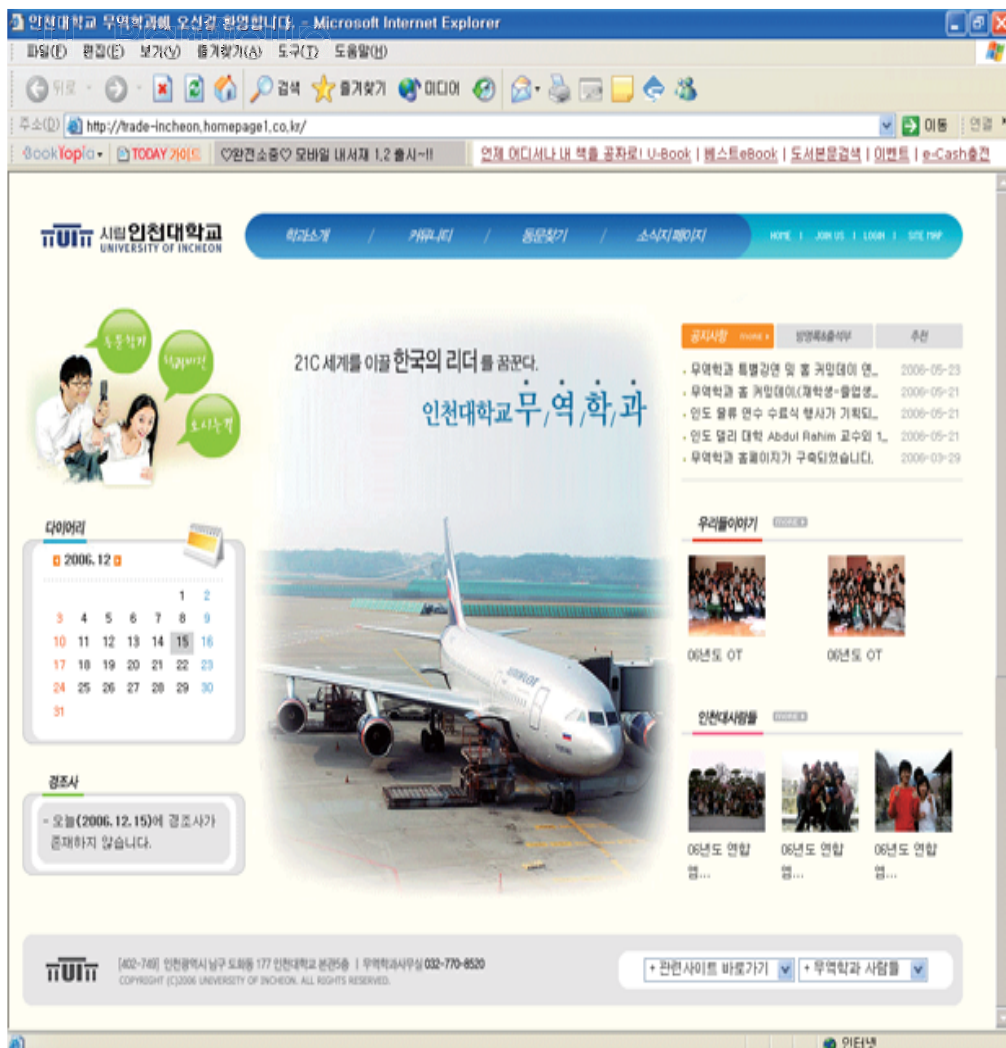 인천대학교 무역학과에 오신걸 환영합니다. - Microsoft Internet Explorer
파일(F) 편집(E) 보기(V) 즐겨찾기(A) 도구(T) 도움말(H)
뒤로 검색 즐겨찾기 미디어
주소(D) http://trade-incheon.homepage1.co.kr/ 이동 연결
BookTopia TODAY 가이드 ♡완전소중♡ 모바일 내서재 1.2 출시~!! 언제 어디서나 내 책을 공짜로! U-Book | 베스트eBook | 도서본문검색 | 이벤트 | e-Cash충전
시립 인천대학교
UNIVERSITY OF INCHEON
학과소개 / 커뮤니티 / 동문찾기 / 소식지 페이지 HOME | JOIN US | LOGIN | SITE MAP
동문찾기
학과비전
오시는길
21C 세계를 이끌 한국의 리더 를 꿈꾼다.
인천대학교 무/역/학/과
공지사항 more 방명록&출석부 추천
무역학과 특별강연 및 홈 커밍데이 연... 2006-05-23
무역학과 홈 커밍데이(재학생-졸업생... 2006-05-21
인도 물류 연수 수료식 행사가 기획되... 2006-05-21
인도 델리 대학 Abdul Rahim 교수외 1... 2006-05-21
무역학과 홈페이지가 구축되었습니다. 2006-03-29
다이어리
2006.12
1 2
3 4 5 6 7 8 9
10 11 12 13 14 15 16
17 18 19 20 21 22 23
24 25 26 27 28 29 30
31
우리들이야기 more
06년도 OT 06년도 OT
인천대사람들 more
06년도 연합 엠... 06년도 연합 엠... 06년도 연합 엠...
경조사
- 오늘(2006.12.15)에 경조사가
존재하지 않습니다.
[402-749] 인천광역시 남구 도화동 177 인천대학교 본관5층 | 무역학과사무실 032-770-8520
COPYRIGHT (C)2006 UNIVERSITY OF INCHEON. ALL RIGHTS RESERVED.
+ 관련사이트 바로가기 + 무역학과 사람들
인터넷